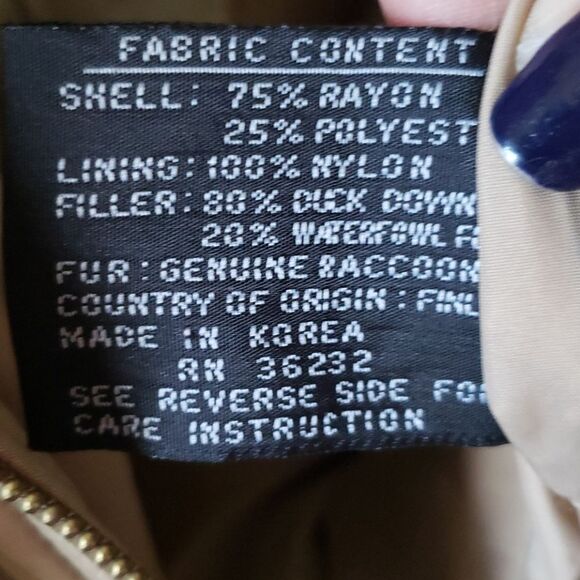 FABRIC CONTENT
SHELL: 75% RAYON
25% POLYEST
LINING: 100% NYLON
FILLER: 80% DUCK DOWN
20% WATERFOWL F
FUR: GENUINE RACCOON
COUNTRY OF ORIGIN: FINL
MADE IN KOREA
RN 36232
SEE REVERSE SIDE FO
CARE INSTRUCTION